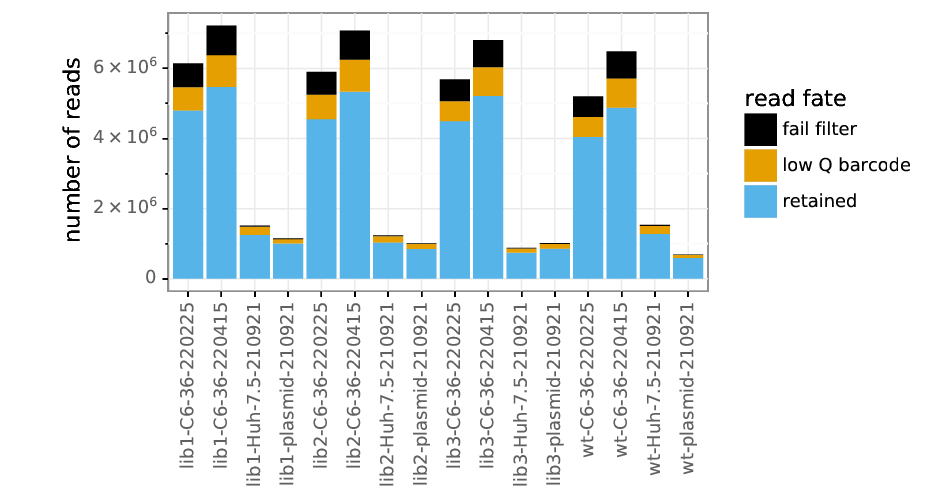 number of reads
6 × 10⁶
4 × 10⁶
2 × 10⁶
0
lib1-C6-36-220225
lib1-C6-36-220415
lib1-Huh-7.5-210921
lib1-plasmid-210921
lib2-C6-36-220225
lib2-C6-36-220415
lib2-Huh-7.5-210921
lib2-plasmid-210921
lib3-C6-36-220225
lib3-C6-36-220415
lib3-Huh-7.5-210921
lib3-plasmid-210921
wt-C6-36-220225
wt-C6-36-220415
wt-Huh-7.5-210921
wt-plasmid-210921
read fate
fail filter
low Q barcode
retained